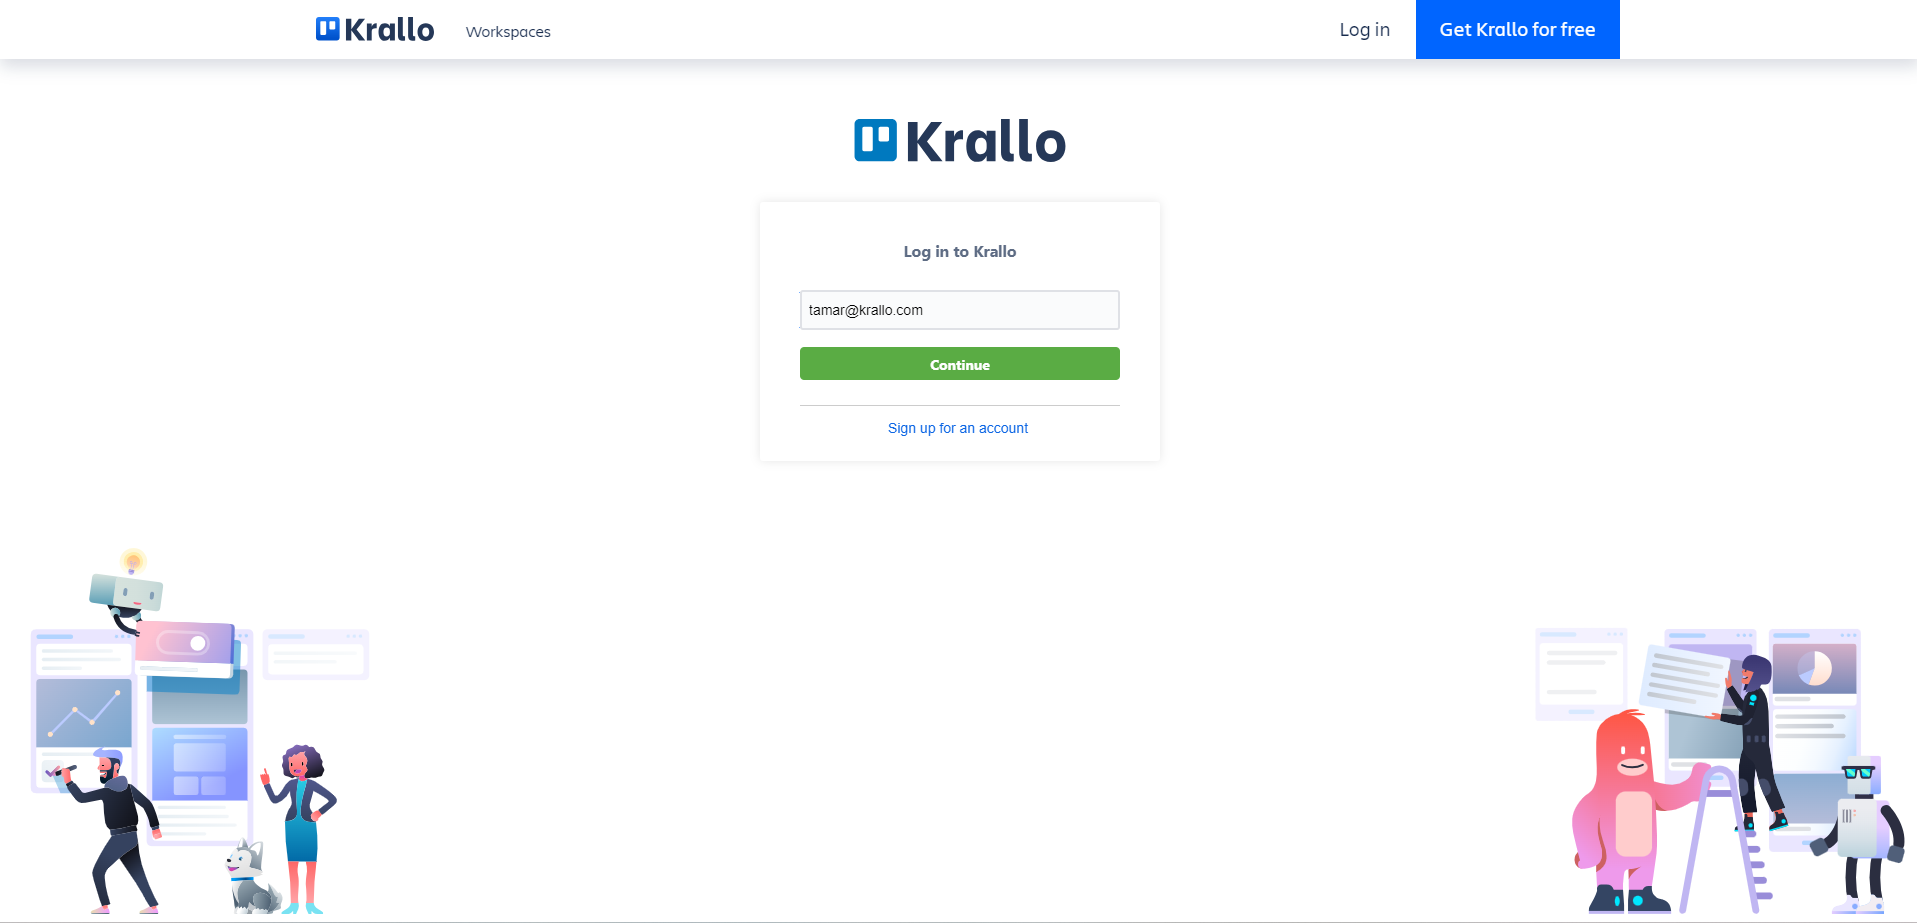 Krallo
Workspaces
Log in
Get Krallo for free
Krallo
Log in to Krallo
tamar@krallo.com
Continue
Sign up for an account